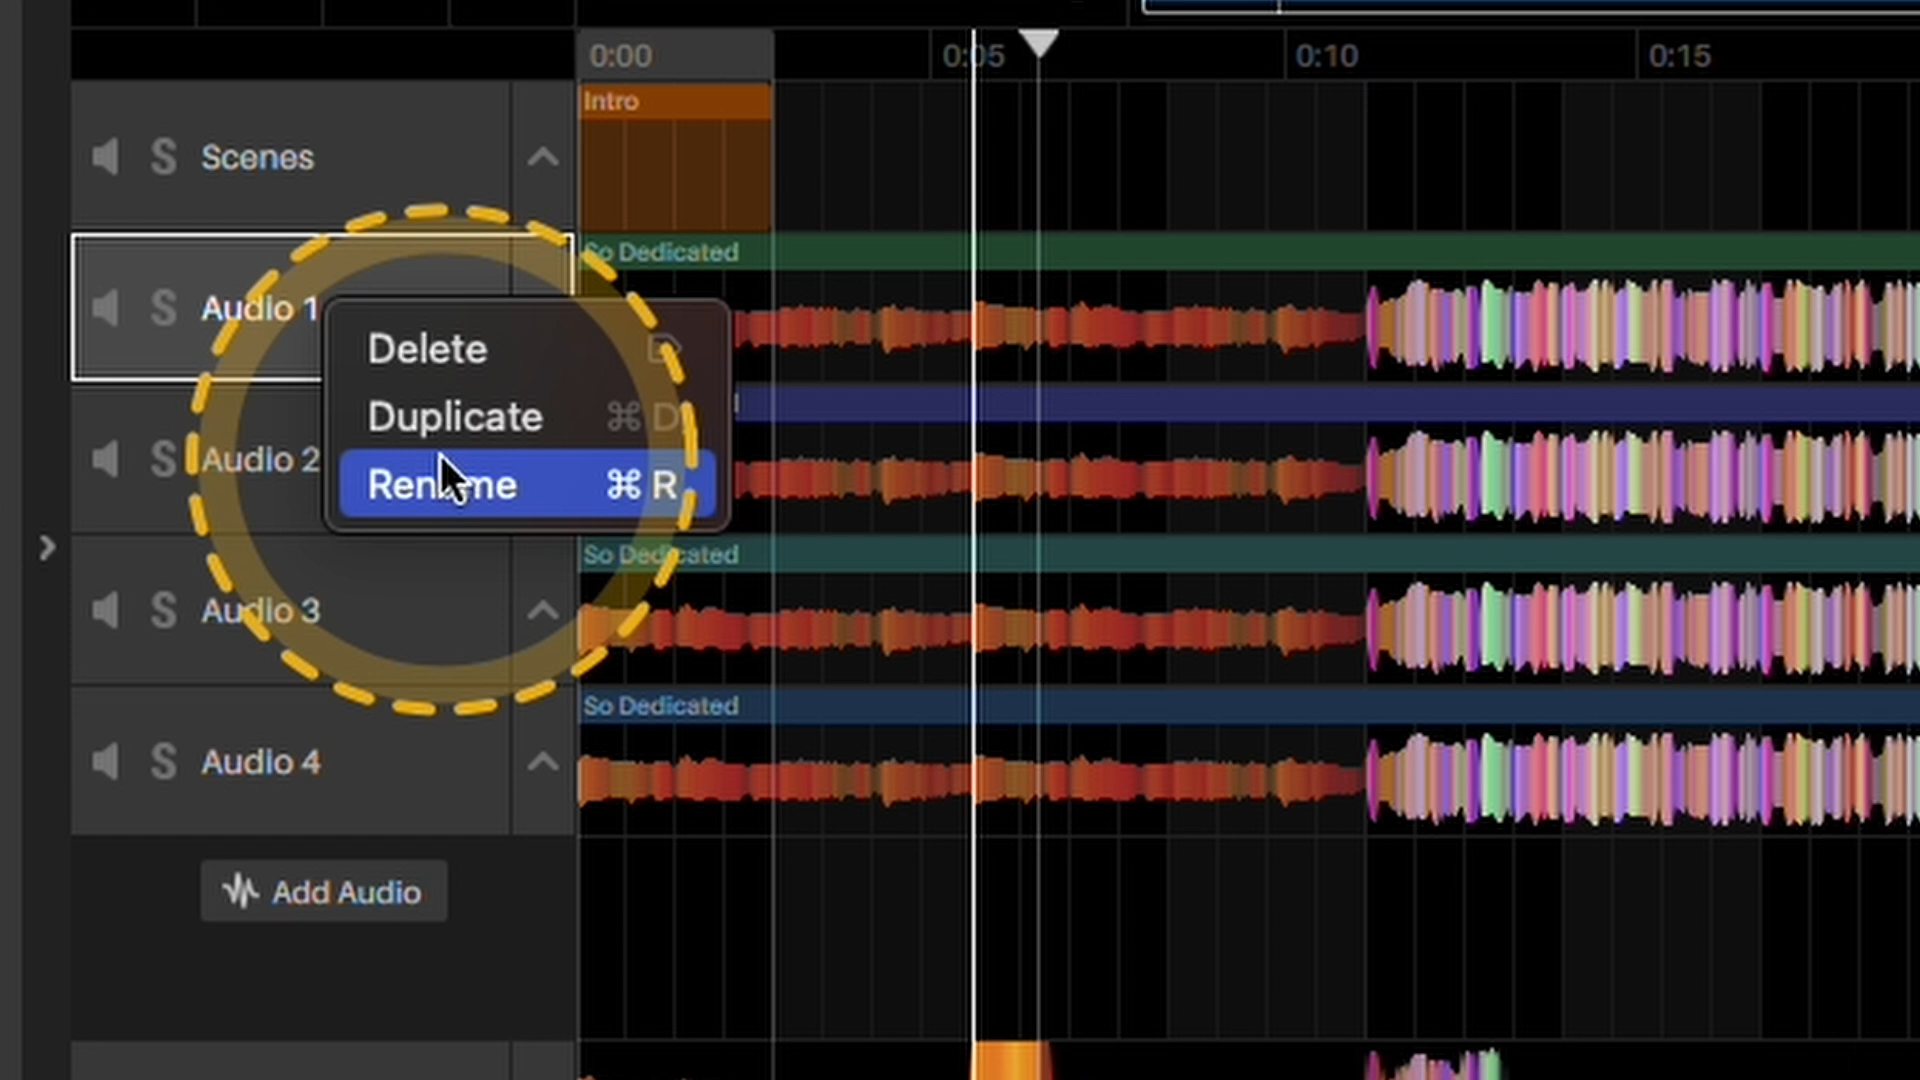 0:00 0:05 0:10 0:15
Intro
S Scenes
So Dedicated
S Audio 1
Delete
Duplicate ⌘ D
S Audio 2
Rename ⌘ R
So Dedicated
S Audio 3
So Dedicated
S Audio 4
Add Audio